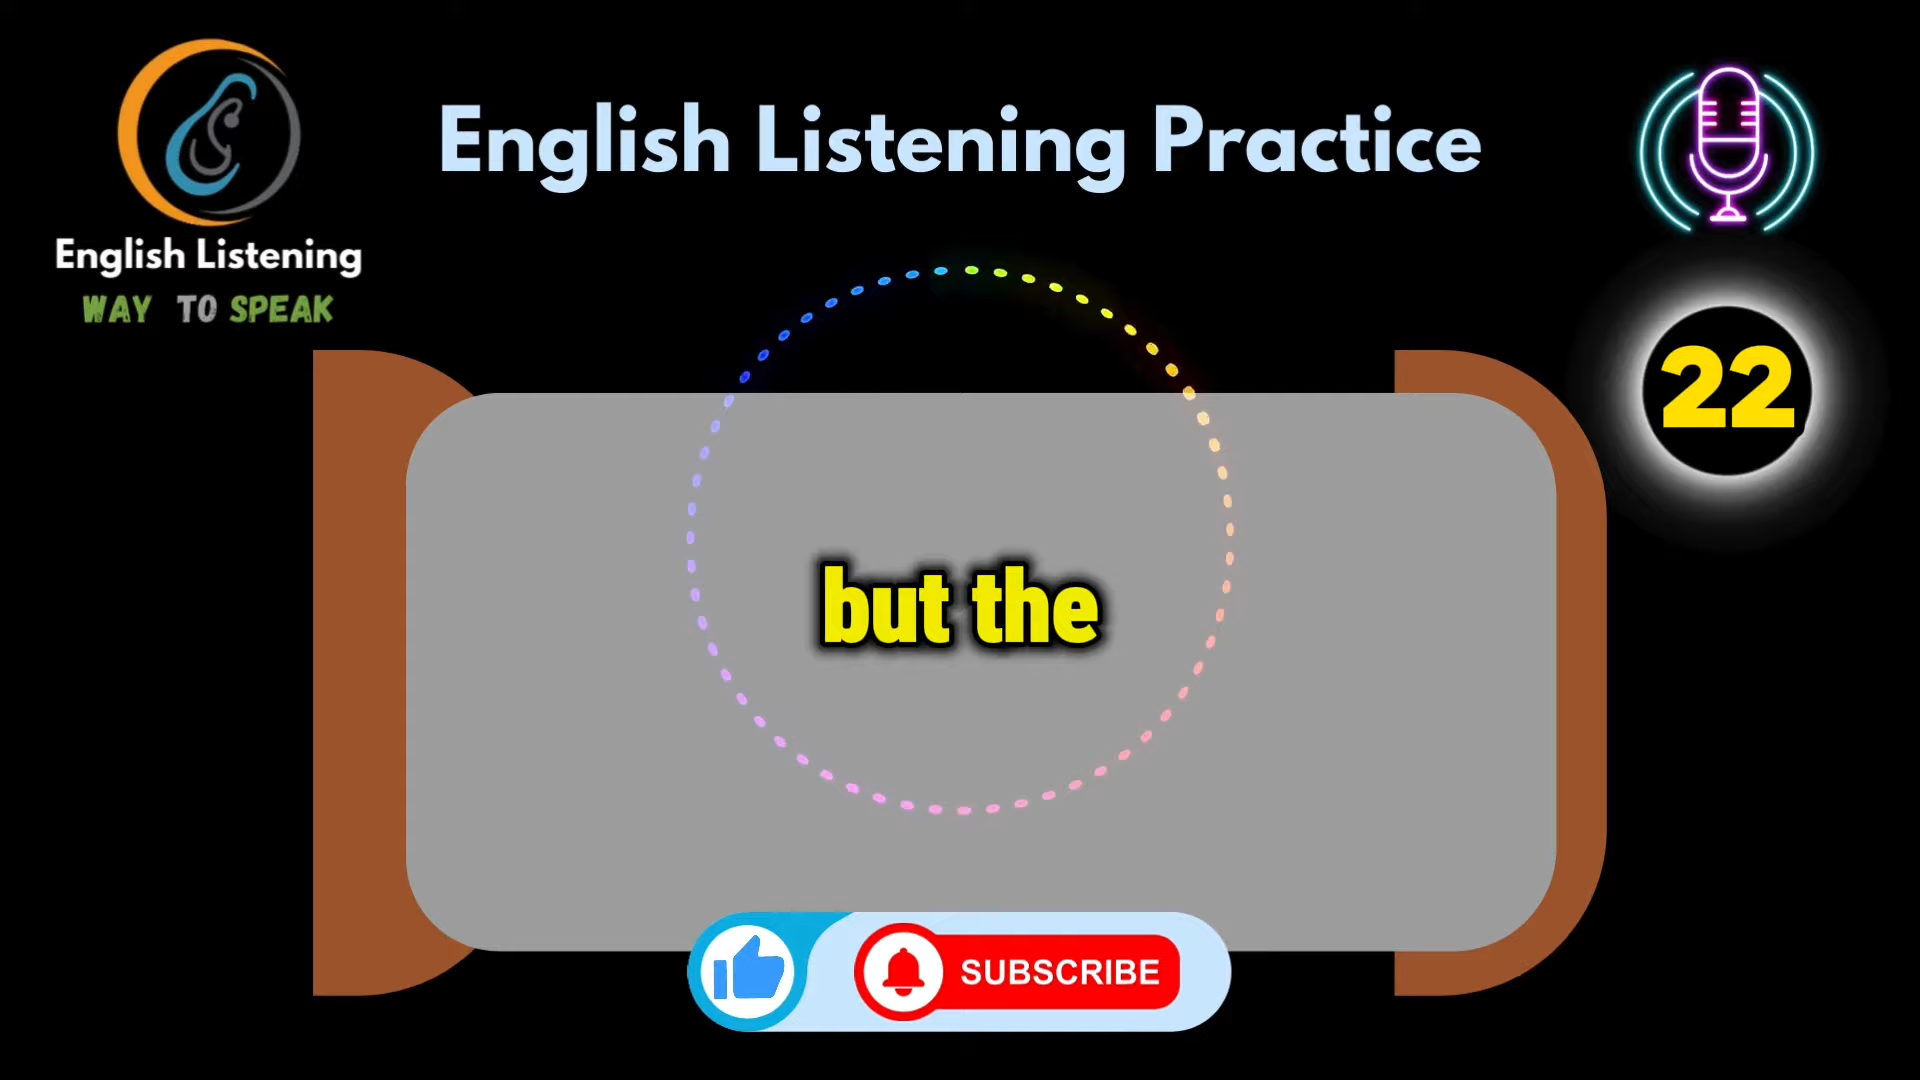 English Listening Practice
English Listening
WAY TO SPEAK
22
but the
SUBSCRIBE